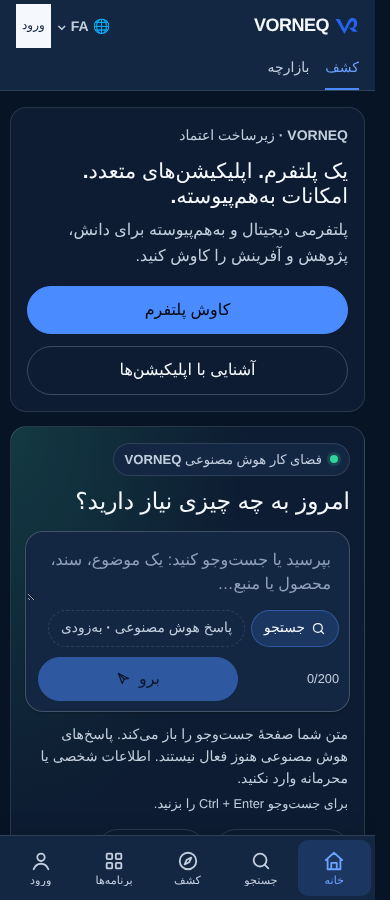 VORNEQ
FA
ورود
کشف
بازارچه
VORNEQ · زیرساخت اعتماد
یک پلتفرم. اپلیکیشن‌های متعدد.
امکانات به‌هم‌پیوسته.
پلتفرمی دیجیتال و به‌هم‌پیوسته برای دانش،
پژوهش و آفرینش را کاوش کنید.
کاوش پلتفرم
آشنایی با اپلیکیشن‌ها
فضای کار هوش مصنوعی VORNEQ
امروز به چه چیزی نیاز دارید؟
بپرسید یا جست‌وجو کنید: یک موضوع، سند،
محصول یا منبع…
جستجو
پاسخ هوش مصنوعی · به‌زودی
0/200
برو
متن شما صفحهٔ جست‌وجو را باز می‌کند. پاسخ‌های
هوش مصنوعی هنوز فعال نیستند. اطلاعات شخصی یا
محرمانه وارد نکنید.
برای جست‌وجو Ctrl + Enter را بزنید.
خانه
جستجو
کشف
برنامه‌ها
ورود